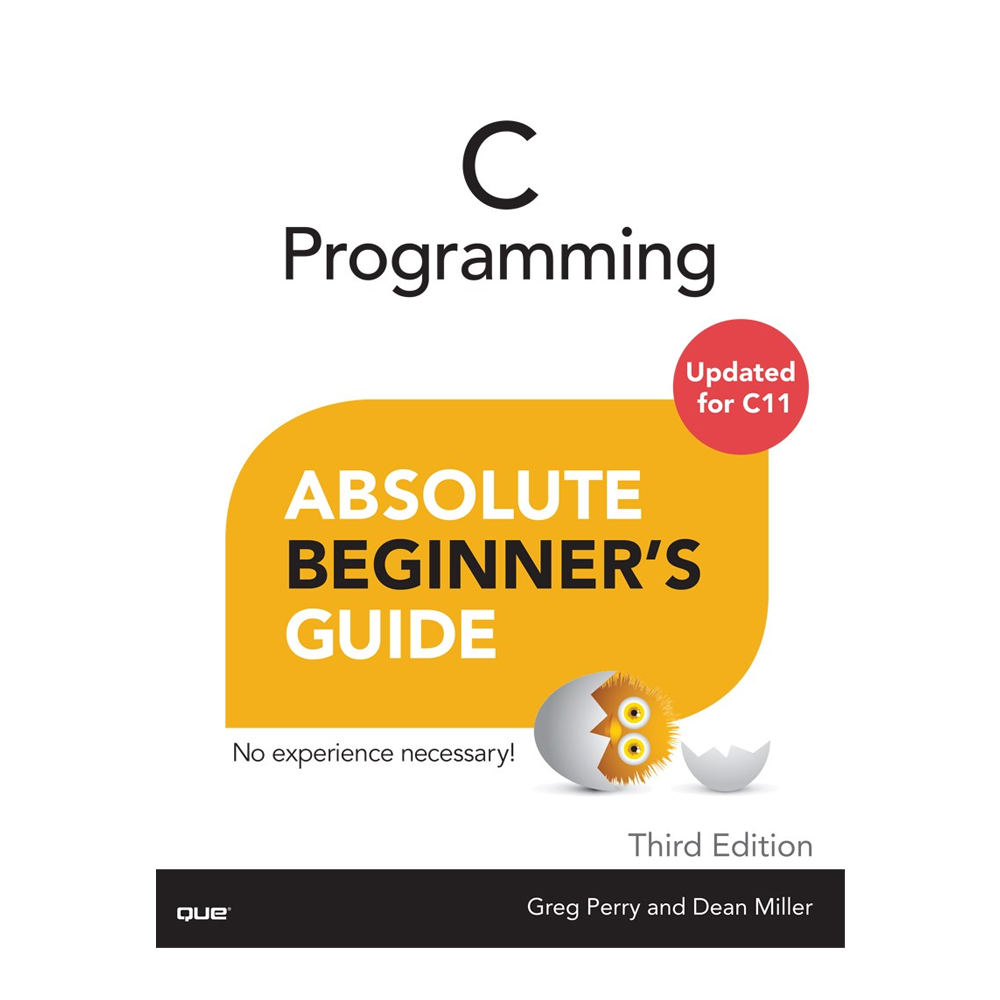 C
Programming
Updated
for C11
ABSOLUTE
BEGINNER'S
GUIDE
No experience necessary!
Third Edition
que®
Greg Perry and Dean Miller